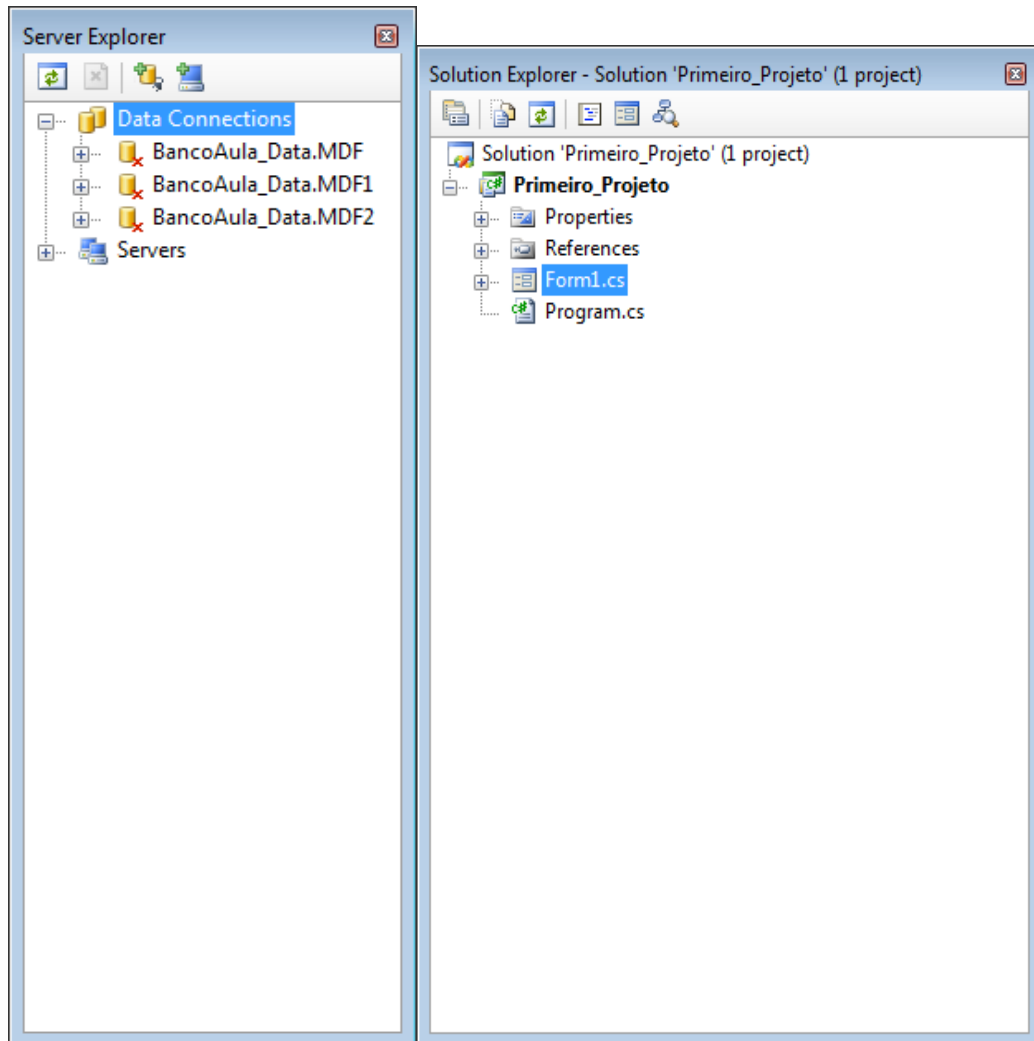 Server Explorer
Data Connections
BancoAula_Data.MDF
BancoAula_Data.MDF1
BancoAula_Data.MDF2
Servers
Solution Explorer - Solution 'Primeiro_Projeto' (1 project)
Solution 'Primeiro_Projeto' (1 project)
Primeiro_Projeto
Properties
References
Form1.cs
Program.cs